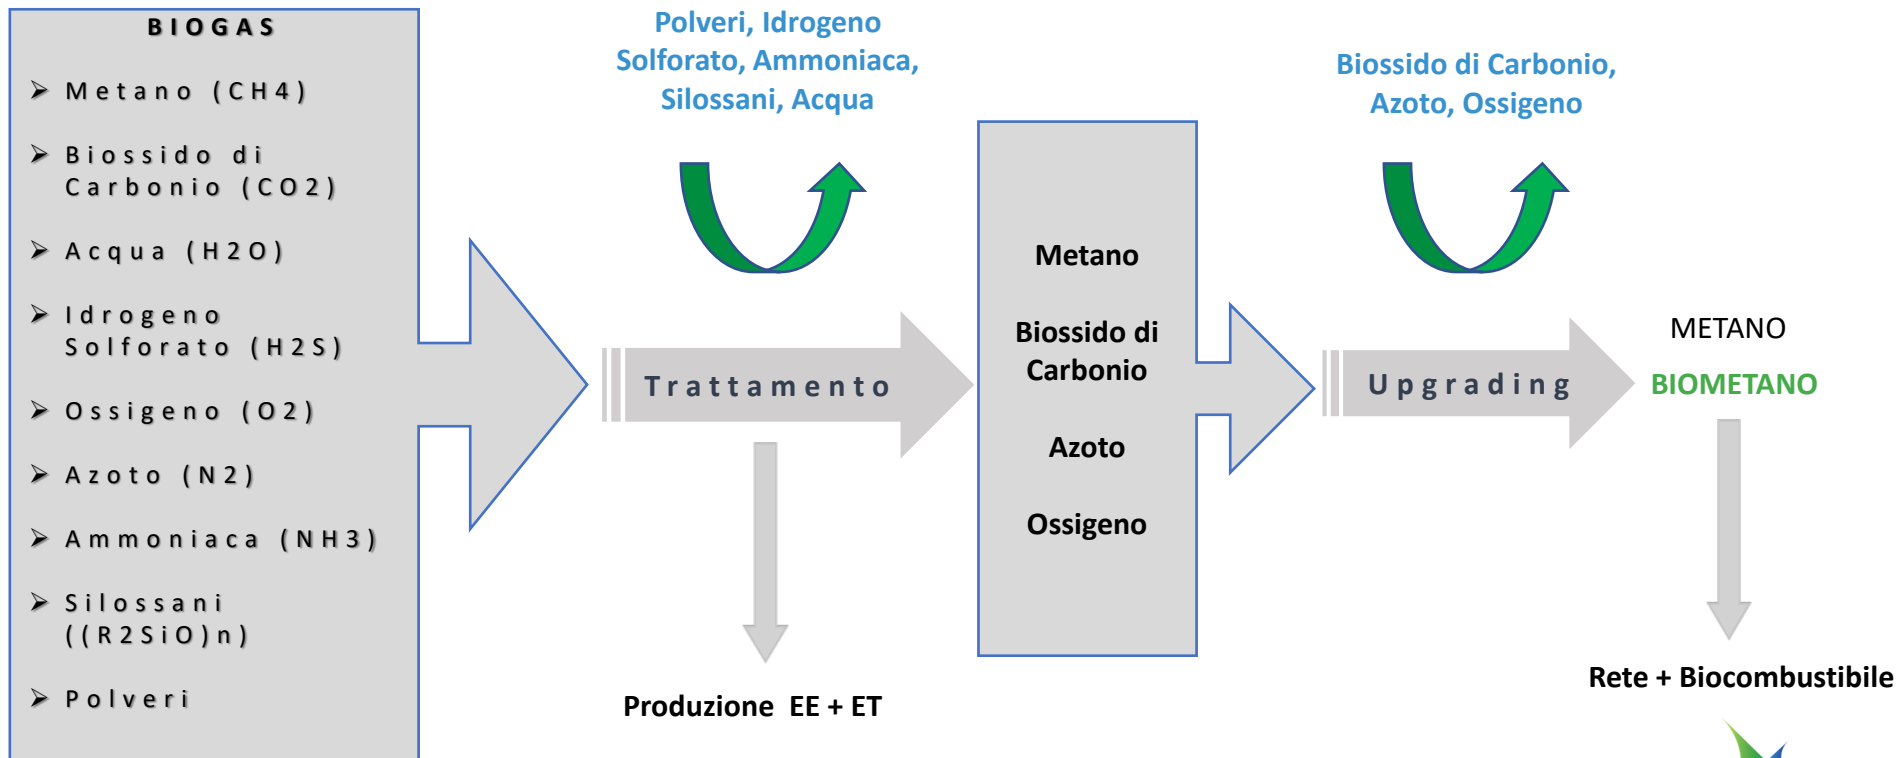 BIOGAS
➢ Metano (CH4)
➢ Biossido di
Carbonio (CO2)
➢ Acqua (H2O)
➢ Idrogeno
Solforato (H2S)
➢ Ossigeno (O2)
➢ Azoto (N2)
➢ Ammoniaca (NH3)
➢ Silossani
((R2SiO)n)
➢ Polveri
Polveri, Idrogeno
Solforato, Ammoniaca,
Silossani, Acqua
Trattamento
Produzione EE + ET
Metano
Biossido di
Carbonio
Azoto
Ossigeno
Biossido di Carbonio,
Azoto, Ossigeno
Upgrading
METANO
BIOMETANO
Rete + Biocombustibile